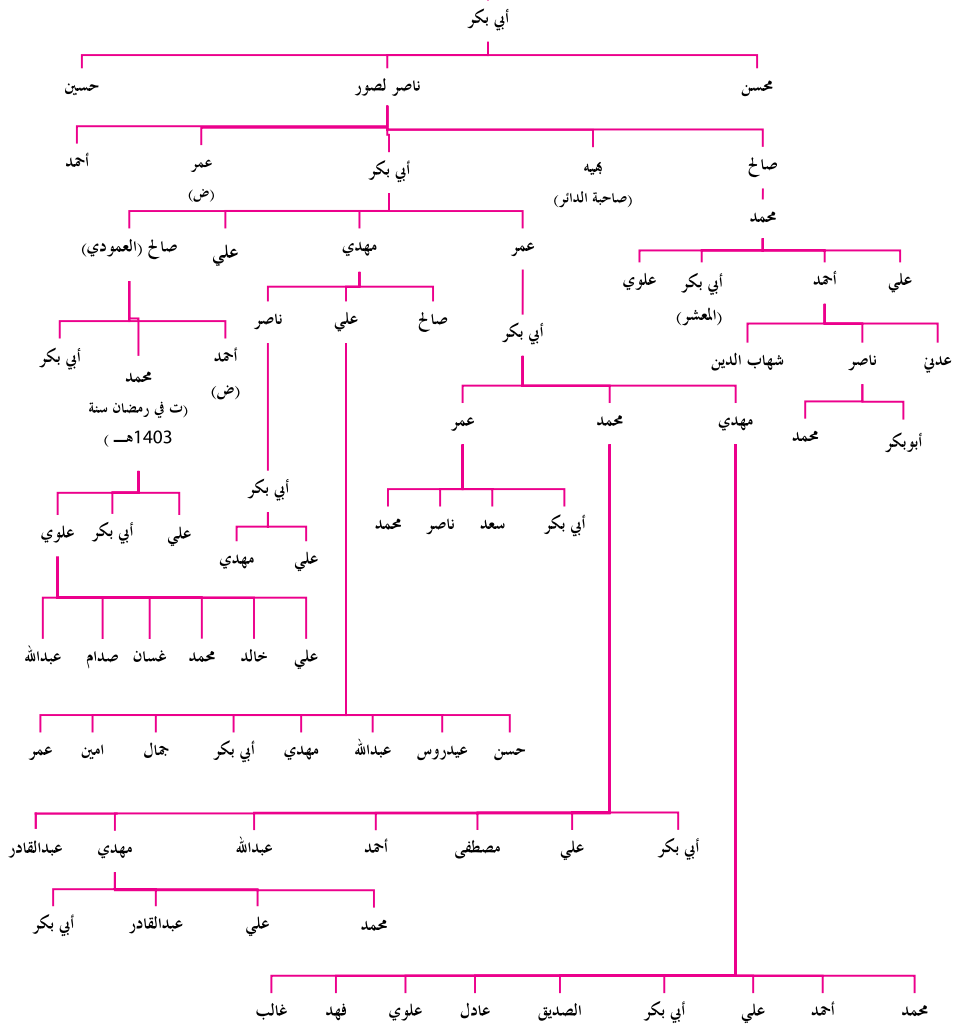 أبي بكر
محسن
ناصر لصور
حسين
صالح
بهيه
(صاحبة الدائر)
أبي بكر
عمر
(ض)
أحمد
محمد
عمر
مهدي
علي
صالح (العمودي)
علي
أحمد
أبي بكر
(المعشر)
علوي
صالح
علي
ناصر
أبي بكر
أحمد
(ض)
محمد
(ت في رمضان سنة
1403هـ )
أبي بكر
عدني
ناصر
شهاب الدين
مهدي
محمد
عمر
أبوبكر
محمد
أبي بكر
أبي بكر
سعد
ناصر
محمد
علي
مهدي
علي
أبي بكر
علوي
علي
خالد
محمد
غسان
صدام
عبدالله
حسن
عيدروس
عبدالله
مهدي
أبي بكر
جمال
امين
عمر
أبي بكر
علي
مصطفى
أحمد
عبدالله
مهدي
عبدالقادر
محمد
علي
عبدالقادر
أبي بكر
محمد
أحمد
علي
أبي بكر
الصديق
عادل
علوي
فهد
غالب